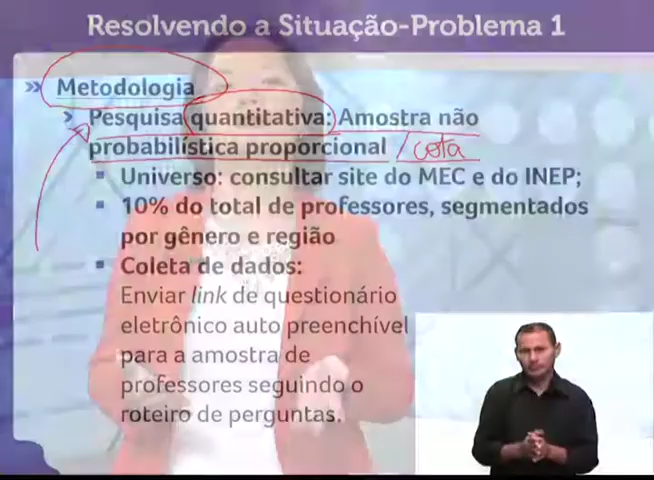 Resolvendo a Situação-Problema 1
» Metodologia
› Pesquisa quantitativa: Amostra não
probabilística proporcional / cota
▪ Universo: consultar site do MEC e do INEP;
▪ 10% do total de professores, segmentados
por gênero e região
▪ Coleta de dados:
Enviar link de questionário
eletrônico auto preenchível
para a amostra de
professores seguindo o
roteiro de perguntas.